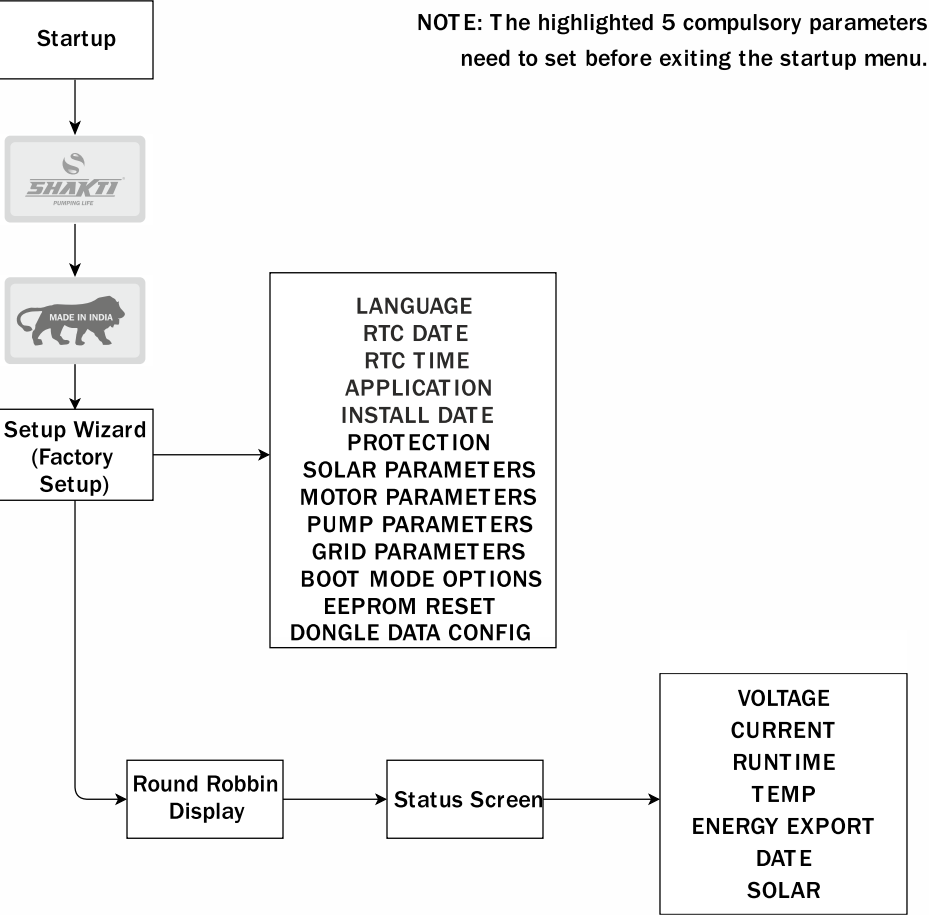 Startup
NOTE: The highlighted 5 compulsory parameters
need to set before exiting the startup menu.
SHAKTI
PUMPING LIFE
MADE IN INDIA
Setup Wizard
(Factory
Setup)
LANGUAGE
RTC DATE
RTC TIME
APPLICATION
INSTALL DATE
PROTECTION
SOLAR PARAMETERS
MOTOR PARAMETERS
PUMP PARAMETERS
GRID PARAMETERS
BOOT MODE OPTIONS
EEPROM RESET
DONGLE DATA CONFIG
Round Robbin
Display
Status Screen
VOLTAGE
CURRENT
RUNTIME
TEMP
ENERGY EXPORT
DATE
SOLAR